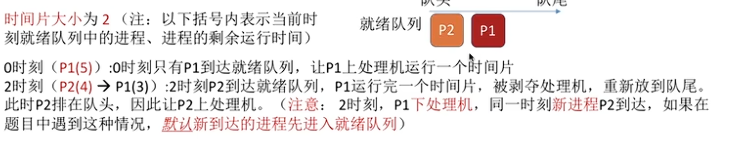 队头 队尾
时间片大小为 2（注：以下括号内表示当前时
刻就绪队列中的进程、进程的剩余运行时间）
就绪队列 P2 P1
0时刻（P1(5)）:0时刻只有P1到达就绪队列，让P1上处理机运行一个时间片
2时刻（P2(4) → P1(3)）:2时刻P2到达就绪队列，P1运行完一个时间片，被剥夺处理机，重新放到队尾。
此时P2排在队头，因此让P2上处理机。（注意： 2时刻，P1下处理机，同一时刻新进程P2到达，如果在
题目中遇到这种情况，默认新到达的进程先进入就绪队列）